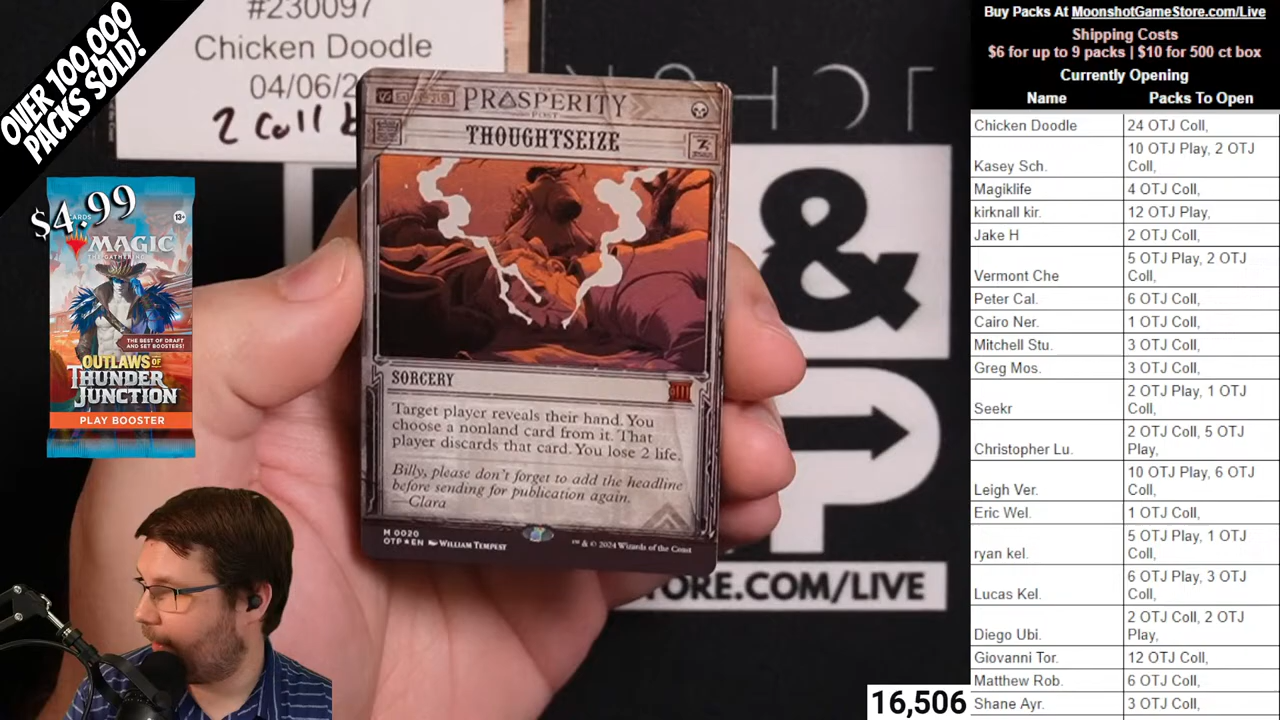 OVER 100,000
PACKS SOLD!
#230097
Chicken Doodle
04/06/2
2 Coll
$4.99
CARDS
13+
MAGIC
THE GATHERING
THE BEST OF DRAFT
AND SET BOOSTERS!
OUTLAWS OF
THUNDER
JUNCTION
PLAY BOOSTER
PROSPERITY
POST
THOUGHTSEIZE
SORCERY
Target player reveals their hand. You
choose a nonland card from it. That
player discards that card. You lose 2 life.
Billy, please don't forget to add the headline
before sending for publication again.
—Clara
M 0020
OTP★EN WILLIAM TEMPEST
™ & © 2024 Wizards of the Coast
&
P
TORE.COM/LIVE
16,506
Buy Packs At MoonshotGameStore.com/Live
Shipping Costs
$6 for up to 9 packs | $10 for 500 ct box
Currently Opening
Name Packs To Open
Chicken Doodle 24 OTJ Coll,
Kasey Sch. 10 OTJ Play, 2 OTJ
Coll,
Magiklife 4 OTJ Coll,
kirknall kir. 12 OTJ Play,
Jake H 2 OTJ Coll,
Vermont Che 5 OTJ Play, 2 OTJ
Coll,
Peter Cal. 6 OTJ Coll,
Cairo Ner. 1 OTJ Coll,
Mitchell Stu. 3 OTJ Coll,
Greg Mos. 3 OTJ Coll,
Seekr 2 OTJ Play, 1 OTJ
Coll,
Christopher Lu. 2 OTJ Coll, 5 OTJ
Play,
Leigh Ver. 10 OTJ Play, 6 OTJ
Coll,
Eric Wel. 1 OTJ Coll,
ryan kel. 5 OTJ Play, 1 OTJ
Coll,
Lucas Kel. 6 OTJ Play, 3 OTJ
Coll,
Diego Ubi. 2 OTJ Coll, 2 OTJ
Play,
Giovanni Tor. 12 OTJ Coll,
Matthew Rob. 6 OTJ Coll,
Shane Ayr. 3 OTJ Coll,